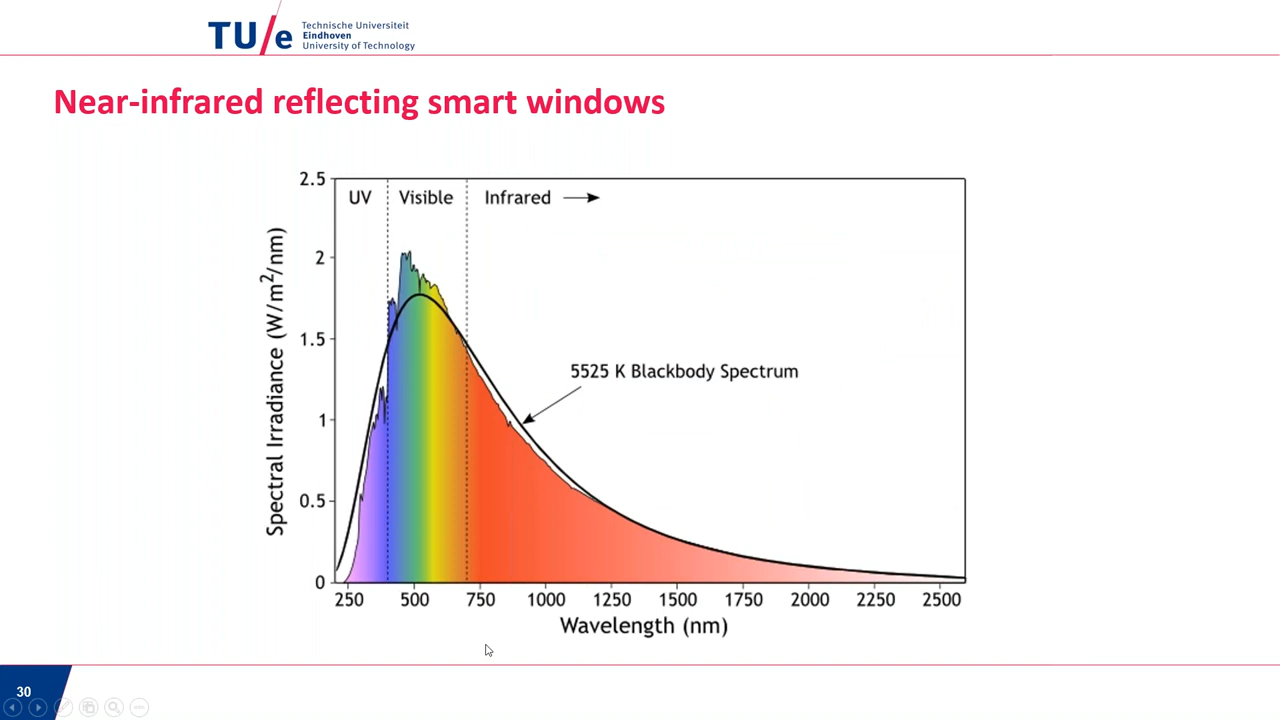 TU/e
Technische Universiteit
Eindhoven
University of Technology
Near-infrared reflecting smart windows
2.5
UV
Visible
Infrared
2
1.5
5525 K Blackbody Spectrum
1
0.5
0
Spectral Irradiance (W/m²/nm)
250 500 750 1000 1250 1500 1750 2000 2250 2500
Wavelength (nm)
30